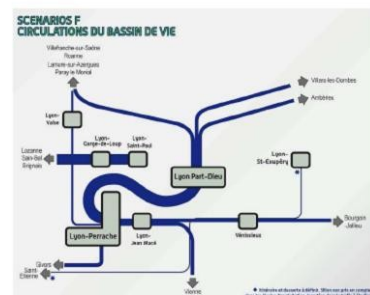 SCENARIOS F
CIRCULATIONS DU BASSIN DE VIE
Villefranche-sur-Saône
Roanne
Lamure-sur-Azergues
Paray le Monial
Villars-les-Dombes
Ambérieu
Lyon-
Vaise
Lyon-
Gorge-de-Loup
Lyon-
Saint-Paul
Lozanne
Sain-Bel
Brignais
Lyon Part-Dieu
Lyon-
St-Exupéry
Lyon-Perrache
Lyon-
Jean Macé
Vénissieux
Bourgoin
Jallieu
Givors
Saint-
Etienne
Vienne